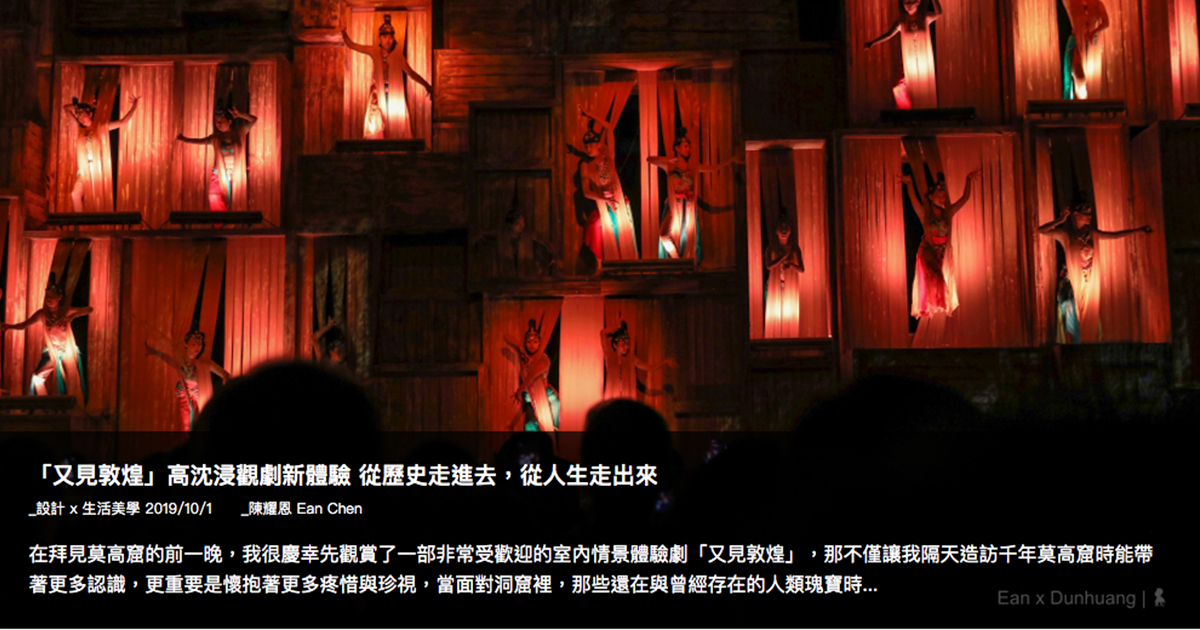 「又見敦煌」高沈浸觀劇新體驗 從歷史走進去，從人生走出來
_設計 x 生活美學 2019/10/1 _陳耀恩 Ean Chen
在拜見莫高窟的前一晚，我很慶幸先觀賞了一部非常受歡迎的室內情景體驗劇「又見敦煌」，那不僅讓我隔天造訪千年莫高窟時能帶
著更多認識，更重要是懷抱著更多疼惜與珍視，當面對洞窟裡，那些還在與曾經存在的人類瑰寶時...
Ean x Dunhuang |